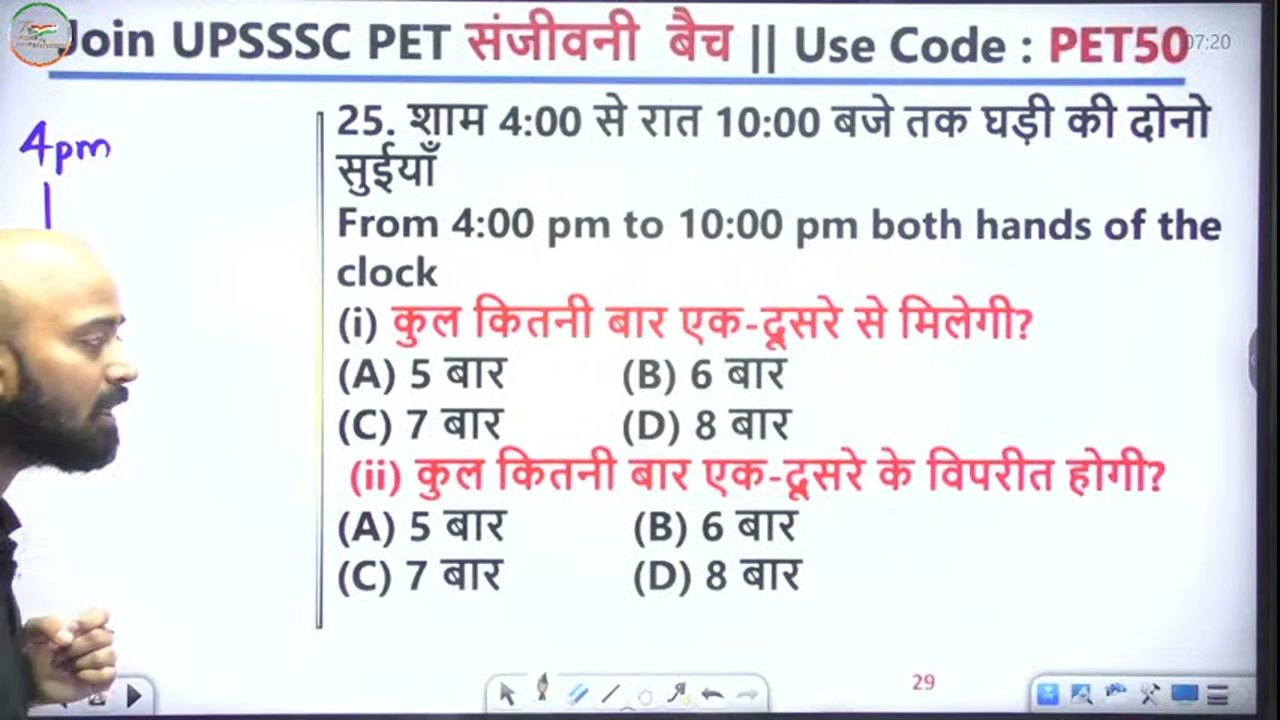 Join UPSSSC PET संजीवनी बैच || Use Code : PET50
07:20
4pm
25. शाम 4:00 से रात 10:00 बजे तक घड़ी की दोनो
सुईयाँ
From 4:00 pm to 10:00 pm both hands of the
clock
(i) कुल कितनी बार एक-दूसरे से मिलेगी?
(A) 5 बार (B) 6 बार
(C) 7 बार (D) 8 बार
(ii) कुल कितनी बार एक-दूसरे के विपरीत होगी?
(A) 5 बार (B) 6 बार
(C) 7 बार (D) 8 बार
29